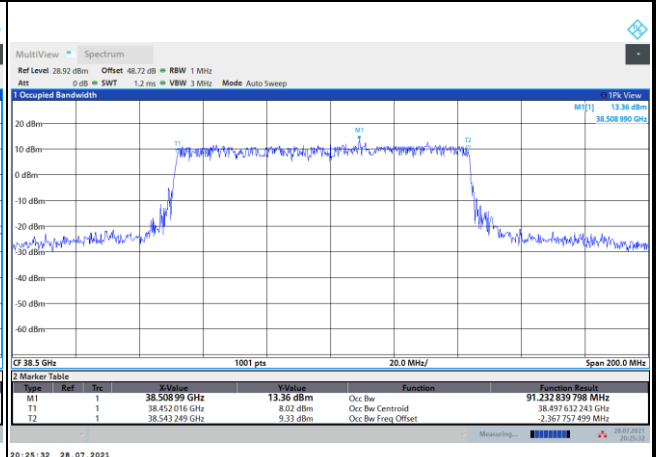 MultiView Spectrum
Ref Level 28.92 dBm Offset 48.72 dB RBW 1 MHz
Att 0 dB SWT 1.2 ms VBW 3 MHz Mode Auto Sweep
1 Occupied Bandwidth 1Pk View
M1[1] 13.36 dBm
38.508 990 GHz
20 dBm
M1
T1
T2
10 dBm
0 dBm
-10 dBm
-20 dBm
-30 dBm
-40 dBm
-50 dBm
-60 dBm
CF 38.5 GHz 1001 pts 20.0 MHz/ Span 200.0 MHz
2 Marker Table
Type Ref Trc X-Value Y-Value Function Function Result
M1 1 38.508 99 GHz 13.36 dBm Occ Bw 91.232 839 798 MHz
T1 1 38.452 016 GHz 8.02 dBm Occ Bw Centroid 38.497 632 243 GHz
T2 1 38.543 249 GHz 9.33 dBm Occ Bw Freq Offset -2.367 757 499 MHz
Measuring... 28.07.2021
20:25:32
20:25:32 28.07.2021